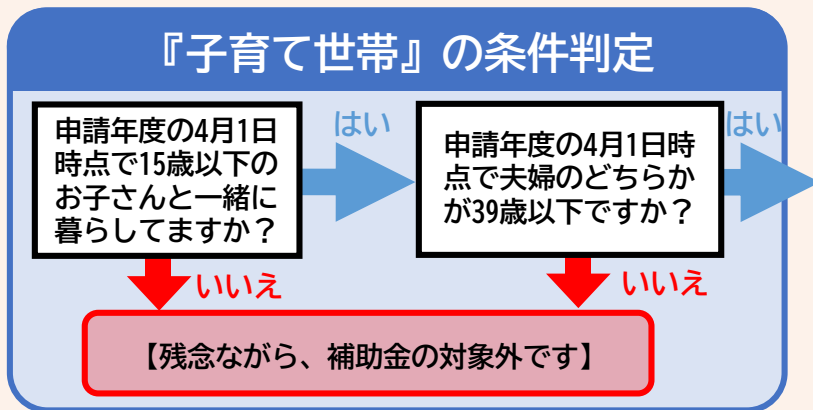 『子育て世帯』の条件判定
申請年度の4月1日
時点で15歳以下の
お子さんと一緒に
暮らしてますか？
はい
申請年度の4月1日時
点で夫婦のどちらか
が39歳以下ですか？
はい
いいえ
いいえ
【残念ながら、補助金の対象外です】